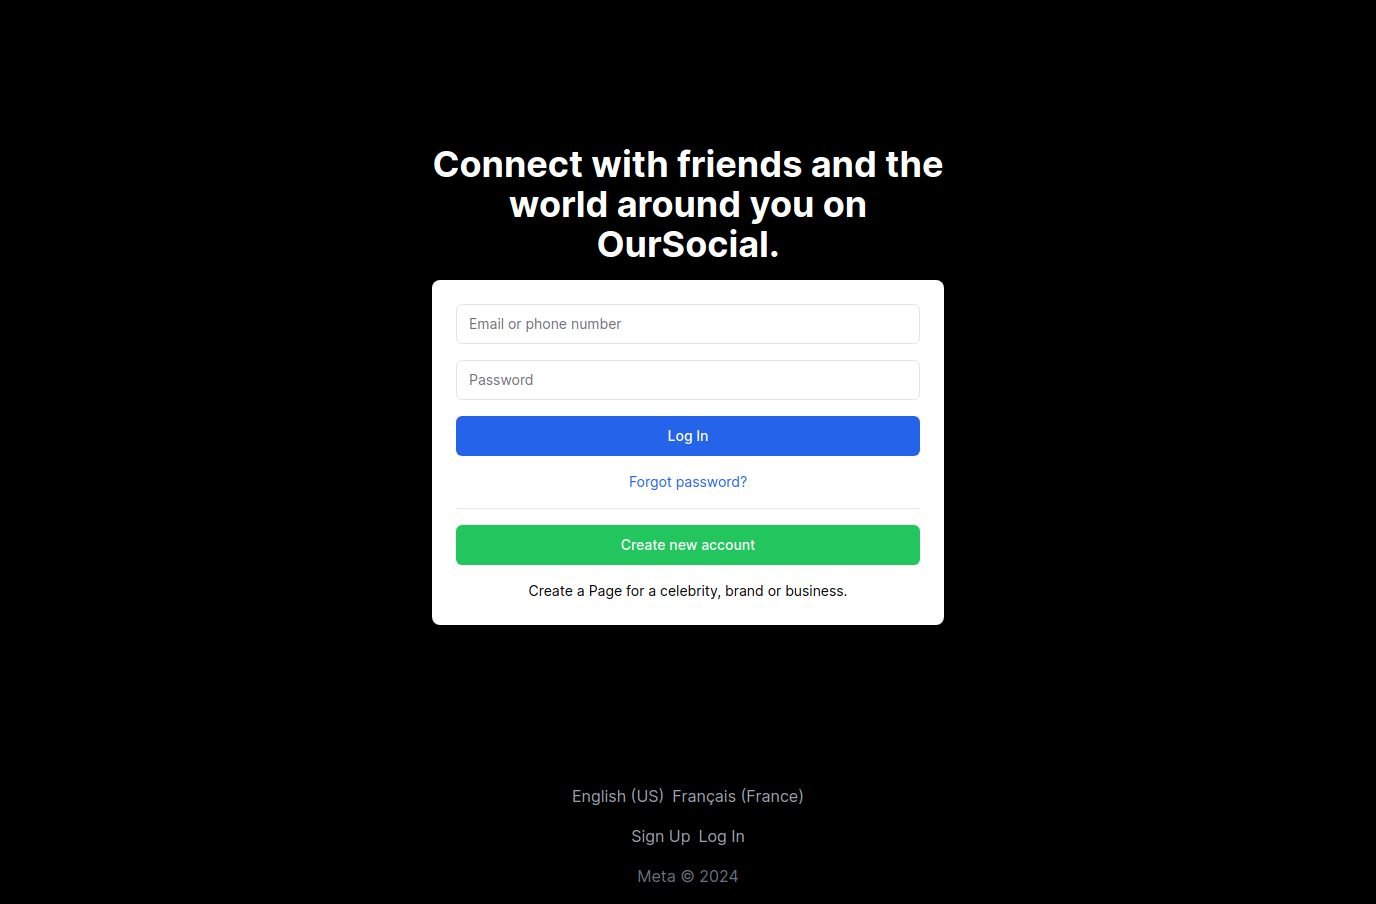 Connect with friends and the
world around you on
OurSocial.
Email or phone number
Password
Log In
Forgot password?
Create new account
Create a Page for a celebrity, brand or business.
English (US) Français (France)
Sign Up Log In
Meta © 2024